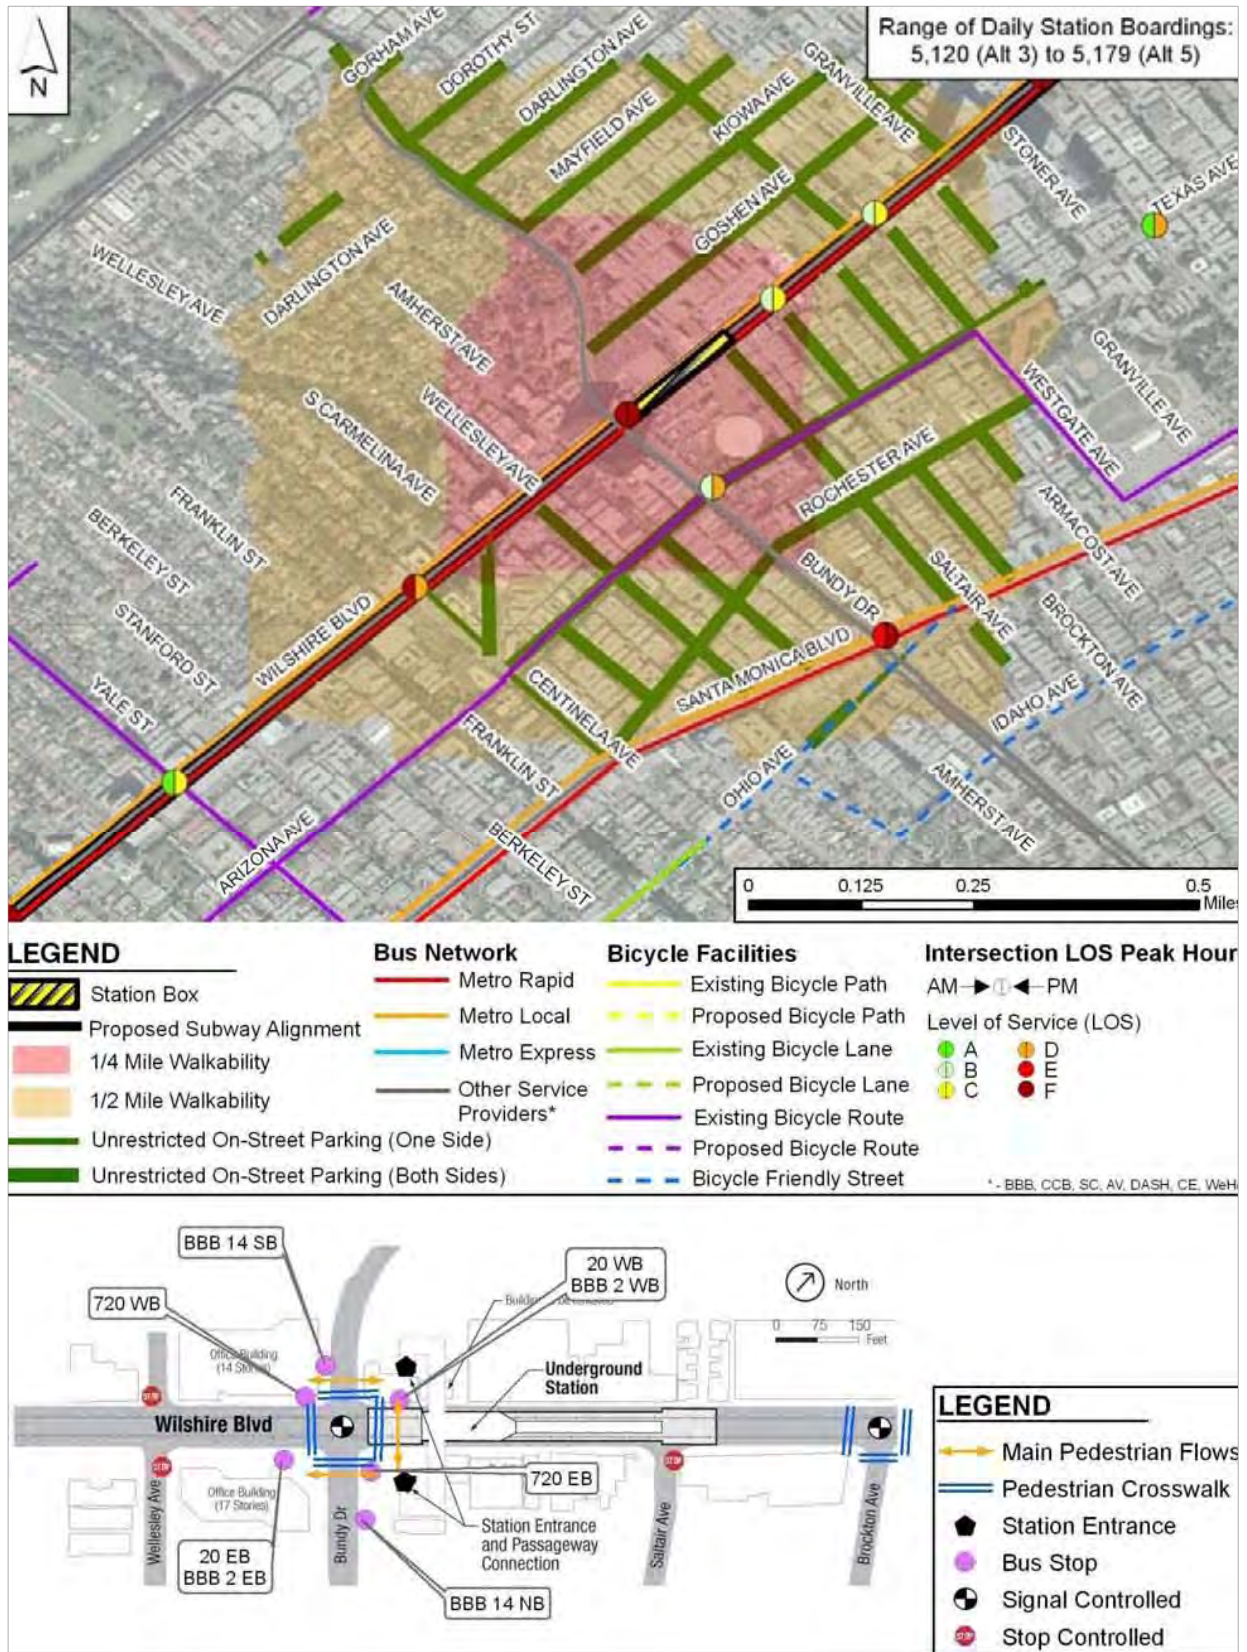 Range of Daily Station Boardings:
5,120 (Alt 3) to 5,179 (Alt 5)
N
GORHAM AVE
DOROTHY ST
DARLINGTON AVE
MAYFIELD AVE
KIOWA AVE
GRANVILLE AVE
STONER AVE
TEXAS AVE
GOSHEN AVE
WELLESLEY AVE
DARLINGTON AVE
AMHERST AVE
S CARMELINA AVE
WELLESLEY AVE
WESTGATE AVE
GRANVILLE AVE
ROCHESTER AVE
ARMACOST AVE
FRANKLIN ST
BERKELEY ST
STANFORD ST
YALE ST
WILSHIRE BLVD
BUNDY DR
SALTAIR AVE
BROCKTON AVE
SANTA MONICA BLVD
CENTINELA AVE
FRANKLIN ST
IDAHO AVE
OHIO AVE
AMHERST AVE
ARIZONA AVE
BERKELEY ST
0 0.125 0.25 0.5
Miles
LEGEND
Station Box
Proposed Subway Alignment
1/4 Mile Walkability
1/2 Mile Walkability
Unrestricted On-Street Parking (One Side)
Unrestricted On-Street Parking (Both Sides)
Bus Network
Metro Rapid
Metro Local
Metro Express
Other Service
Providers*
Bicycle Facilities
Existing Bicycle Path
Proposed Bicycle Path
Existing Bicycle Lane
Proposed Bicycle Lane
Existing Bicycle Route
Proposed Bicycle Route
Bicycle Friendly Street
Intersection LOS Peak Hour
AM PM
Level of Service (LOS)
A D
B E
C F
* - BBB, CCB, SC, AV, DASH, CE, WeH
BBB 14 SB
720 WB
20 WB
BBB 2 WB
North
0 75 150
Feet
Office Building
(14 Stories)
Underground
Station
STOP
Wilshire Blvd
STOP
STOP
720 EB
Office Building
(17 Stories)
Wellesley Ave
Bundy Dr
Saltair Ave
Brockton Ave
20 EB
BBB 2 EB
Station Entrance
and Passageway
Connection
BBB 14 NB
LEGEND
Main Pedestrian Flows
Pedestrian Crosswalk
Station Entrance
Bus Stop
Signal Controlled
STOP Stop Controlled